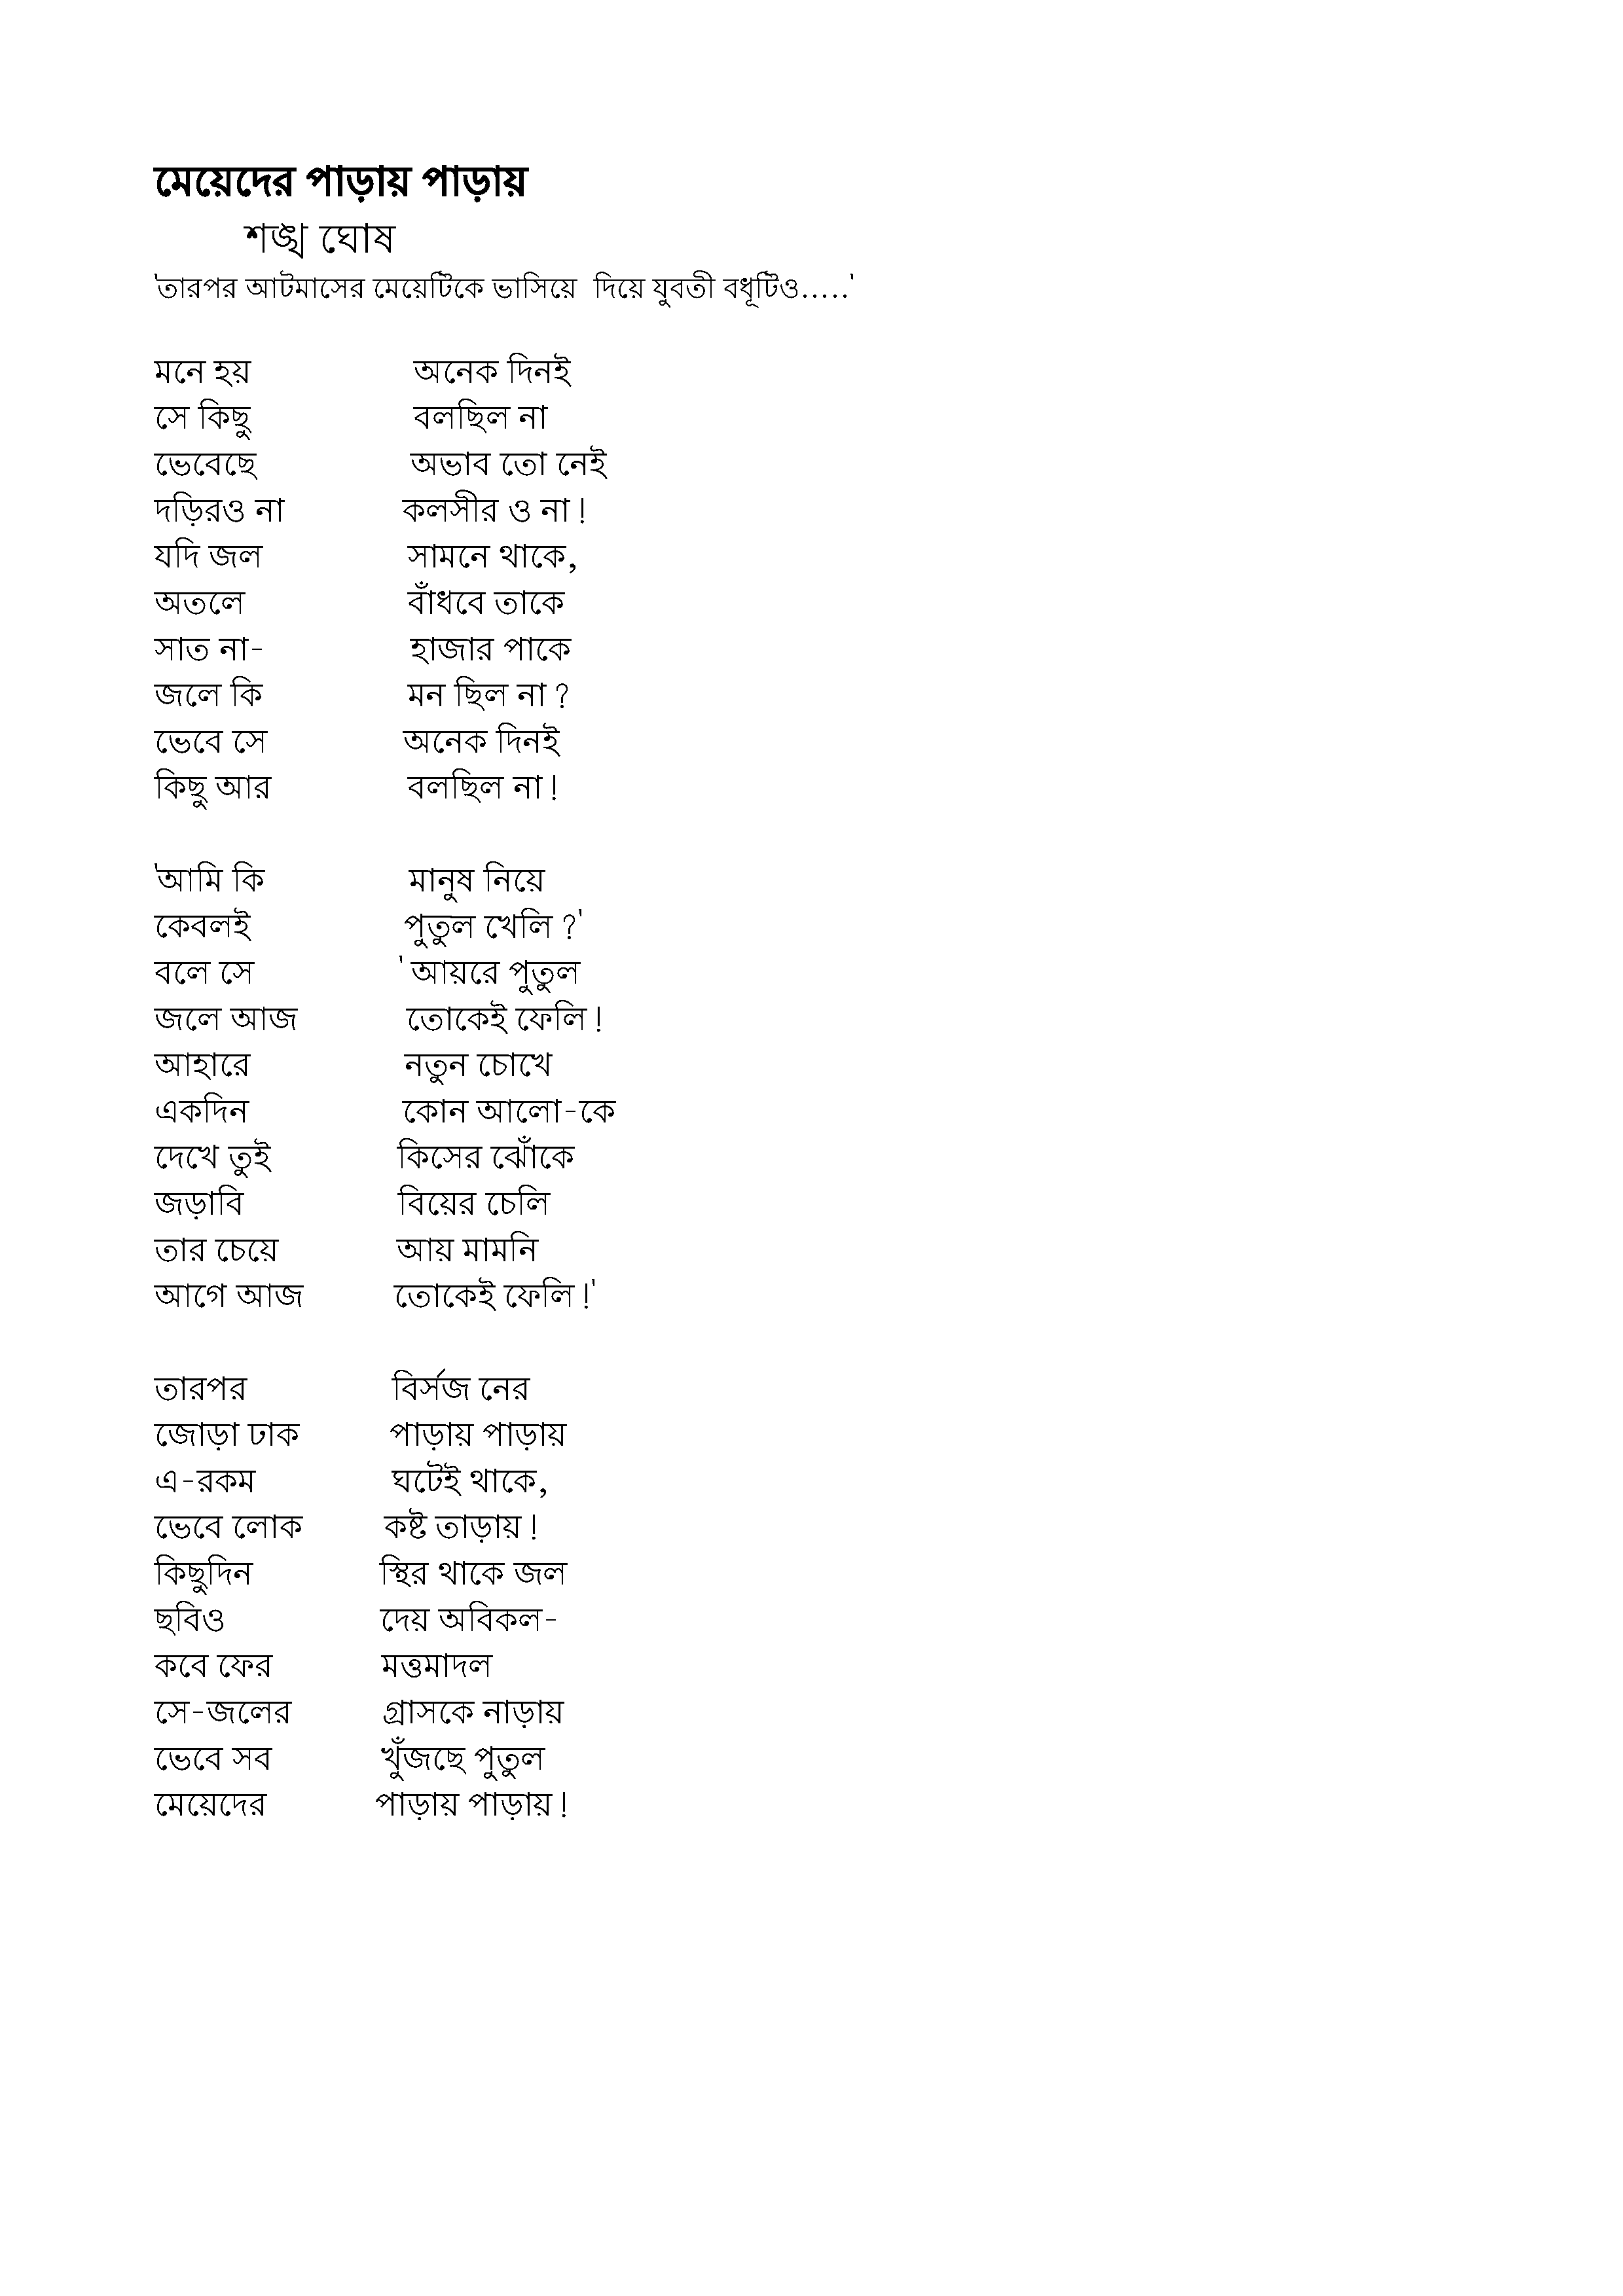 মেয়েদের পাড়ায় পাড়ায়
শঙ্খ ঘোষ
'তারপর আটমাসের মেয়েটিকে ভাসিয়ে দিয়ে যুবতী বধূটিও.....'
মনে হয় অনেক দিনই
সে কিছু বলছিল না
ভেবেছে অভাব তো নেই
দড়িরও না কলসীর ও না !
যদি জল সামনে থাকে,
অতলে বাঁধবে তাকে
সাত না- হাজার পাকে
জলে কি মন ছিল না ?
ভেবে সে অনেক দিনই
কিছু আর বলছিল না !
'আমি কি মানুষ নিয়ে
কেবলই পুতুল খেলি ?'
বলে সে ' আয়রে পুতুল
জলে আজ তোকেই ফেলি !
আহারে নতুন চোখে
একদিন কোন আলো-কে
দেখে তুই কিসের ঝোঁকে
জড়াবি বিয়ের চেলি
তার চেয়ে আয় মামনি
আগে আজ তোকেই ফেলি !'
তারপর বির্সজ নের
জোড়া ঢাক পাড়ায় পাড়ায়
এ-রকম ঘটেই থাকে,
ভেবে লোক কষ্ট তাড়ায় !
কিছুদিন স্থির থাকে জল
ছবিও দেয় অবিকল-
কবে ফের মত্তমাদল
সে-জলের গ্রাসকে নাড়ায়
ভেবে সব খুঁজছে পুতুল
মেয়েদের পাড়ায় পাড়ায় !